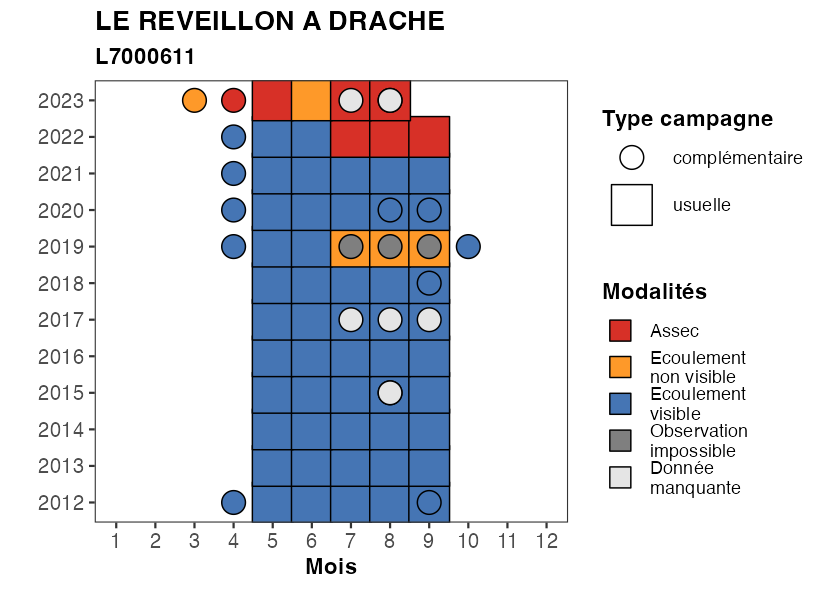 LE REVEILLON A DRACHE
L7000611
2023
2022
2021
2020
2019
2018
2017
2016
2015
2014
2013
2012
1 2 3 4 5 6 7 8 9 10 11 12
Mois
Type campagne
complémentaire
usuelle
Modalités
Assec
Ecoulement
non visible
Ecoulement
visible
Observation
impossible
Donnée
manquante